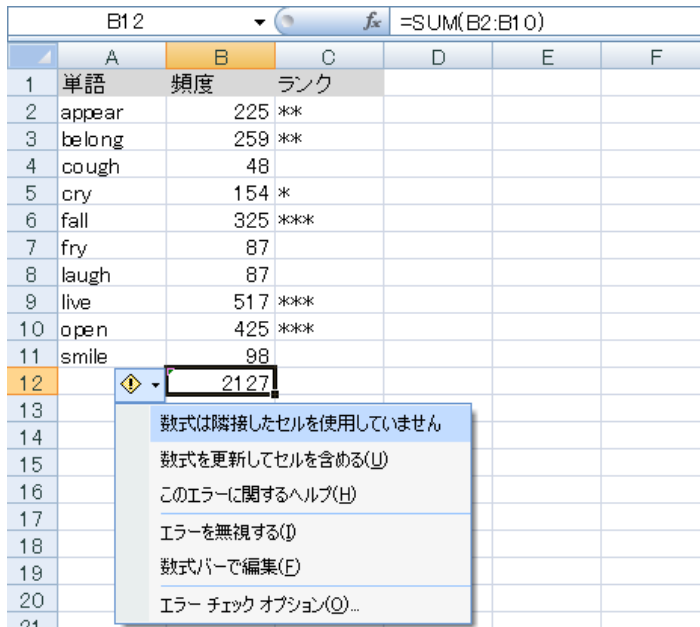 B12 fx =SUM(B2:B10)
A B C D E F
1 単語 頻度 ランク
2 appear 225 **
3 belong 259 **
4 cough 48
5 cry 154 *
6 fall 325 ***
7 fry 87
8 laugh 87
9 live 517 ***
10 open 425 ***
11 smile 98
12 2127
13 数式は隣接したセルを使用していません
14
15 数式を更新してセルを含める(U)
16 このエラーに関するヘルプ(H)
17
18 エラーを無視する(I)
19 数式バーで編集(F)
20 エラー チェック オプション(O)...
21